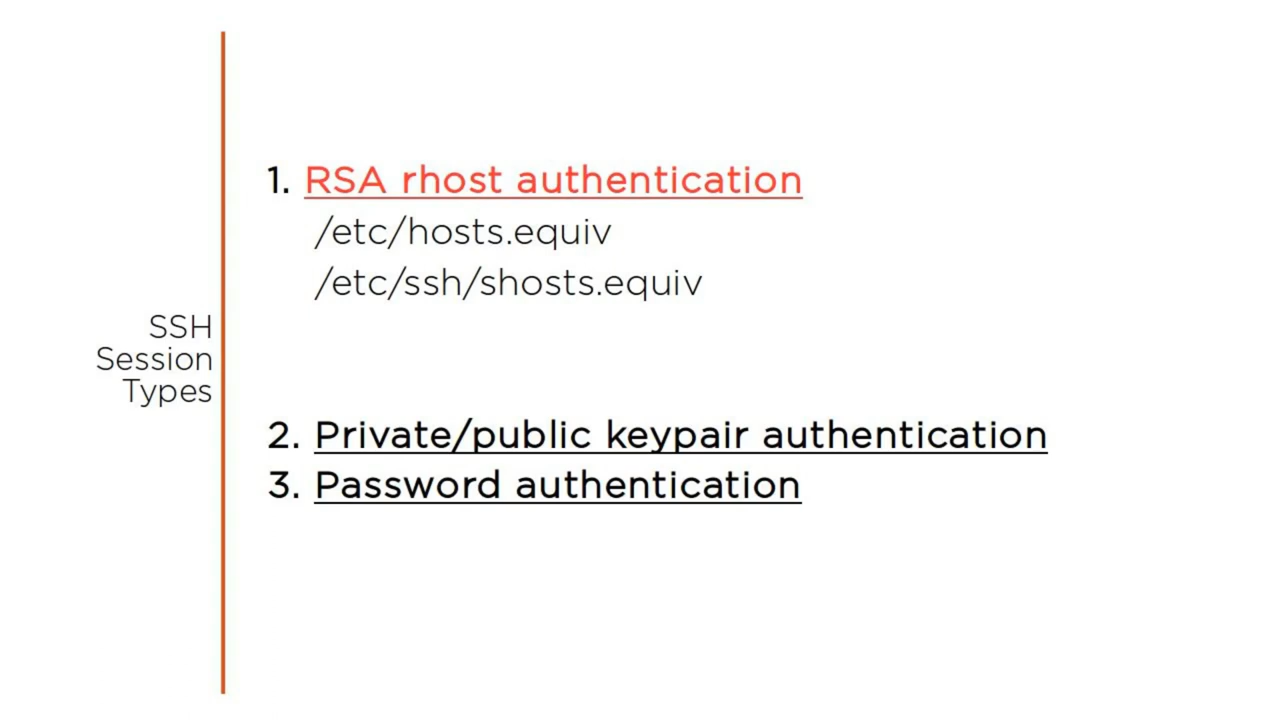 SSH
Session
Types
1. RSA rhost authentication
/etc/hosts.equiv
/etc/ssh/shosts.equiv
2. Private/public keypair authentication
3. Password authentication